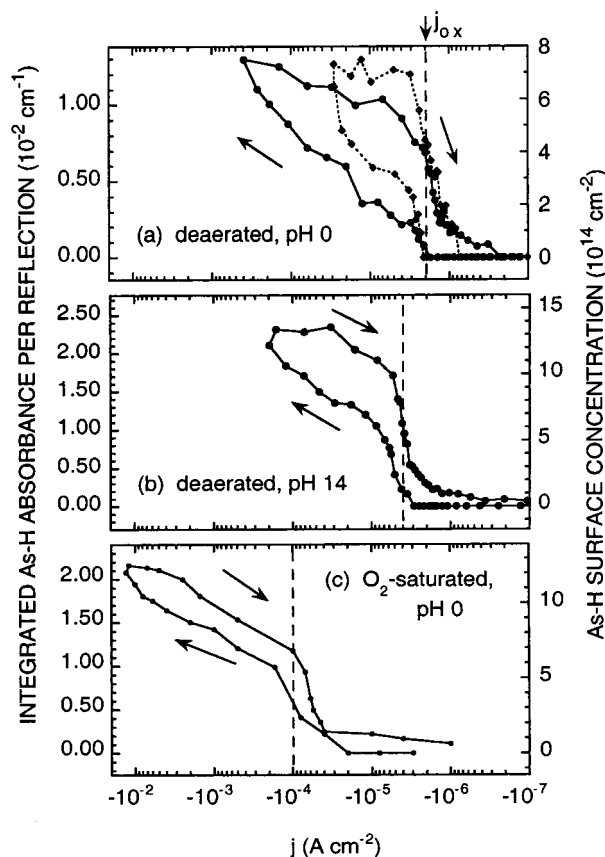 j_ox
INTEGRATED As-H ABSORBANCE PER REFLECTION (10^-2 cm^-1)
1.00
0.50
0.00
(a) deaerated, pH 0
8
6
4
2
0
2.50
2.00
1.50
1.00
0.50
0.00
(b) deaerated, pH 14
15
10
5
0
2.00
1.50
1.00
0.50
0.00
(c) O2-saturated,
pH 0
10
5
0
As-H SURFACE CONCENTRATION (10^14 cm^-2)
-10^-2 -10^-3 -10^-4 -10^-5 -10^-6 -10^-7
j (A cm^-2)